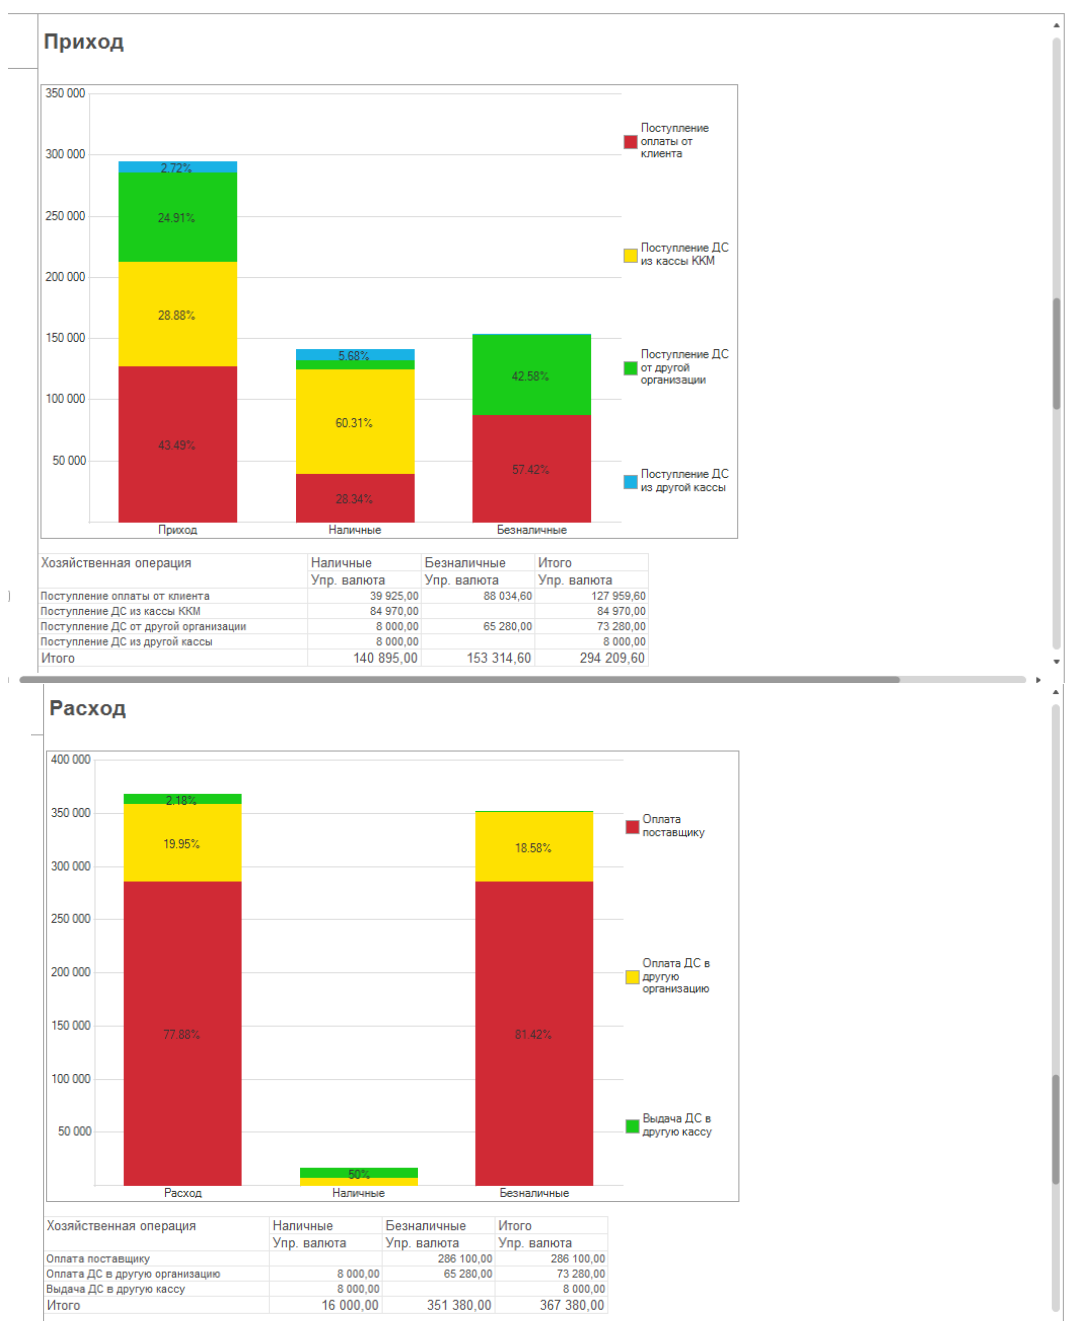 Приход
350 000
300 000
250 000
200 000
150 000
100 000
50 000
2.72%
24.91%
28.88%
43.49%
5.68%
60.31%
28.34%
42.58%
57.42%
Приход
Наличные
Безналичные
Поступление
оплаты от
клиента
Поступление ДС
из кассы ККМ
Поступление ДС
от другой
организации
Поступление ДС
из другой кассы
Хозяйственная операция Наличные Безналичные Итого
Упр. валюта Упр. валюта Упр. валюта
Поступление оплаты от клиента 39 925,00 88 034,60 127 959,60
Поступление ДС из кассы ККМ 84 970,00 84 970,00
Поступление ДС от другой организации 8 000,00 65 280,00 73 280,00
Поступление ДС из другой кассы 8 000,00 8 000,00
Итого 140 895,00 153 314,60 294 209,60
Расход
400 000
350 000
300 000
250 000
200 000
150 000
100 000
50 000
2.18%
19.95%
77.88%
50%
18.58%
81.42%
Расход
Наличные
Безналичные
Оплата
поставщику
Оплата ДС в
другую
организацию
Выдача ДС в
другую кассу
Хозяйственная операция Наличные Безналичные Итого
Упр. валюта Упр. валюта Упр. валюта
Оплата поставщику 286 100,00 286 100,00
Оплата ДС в другую организацию 8 000,00 65 280,00 73 280,00
Выдача ДС в другую кассу 8 000,00 8 000,00
Итого 16 000,00 351 380,00 367 380,00